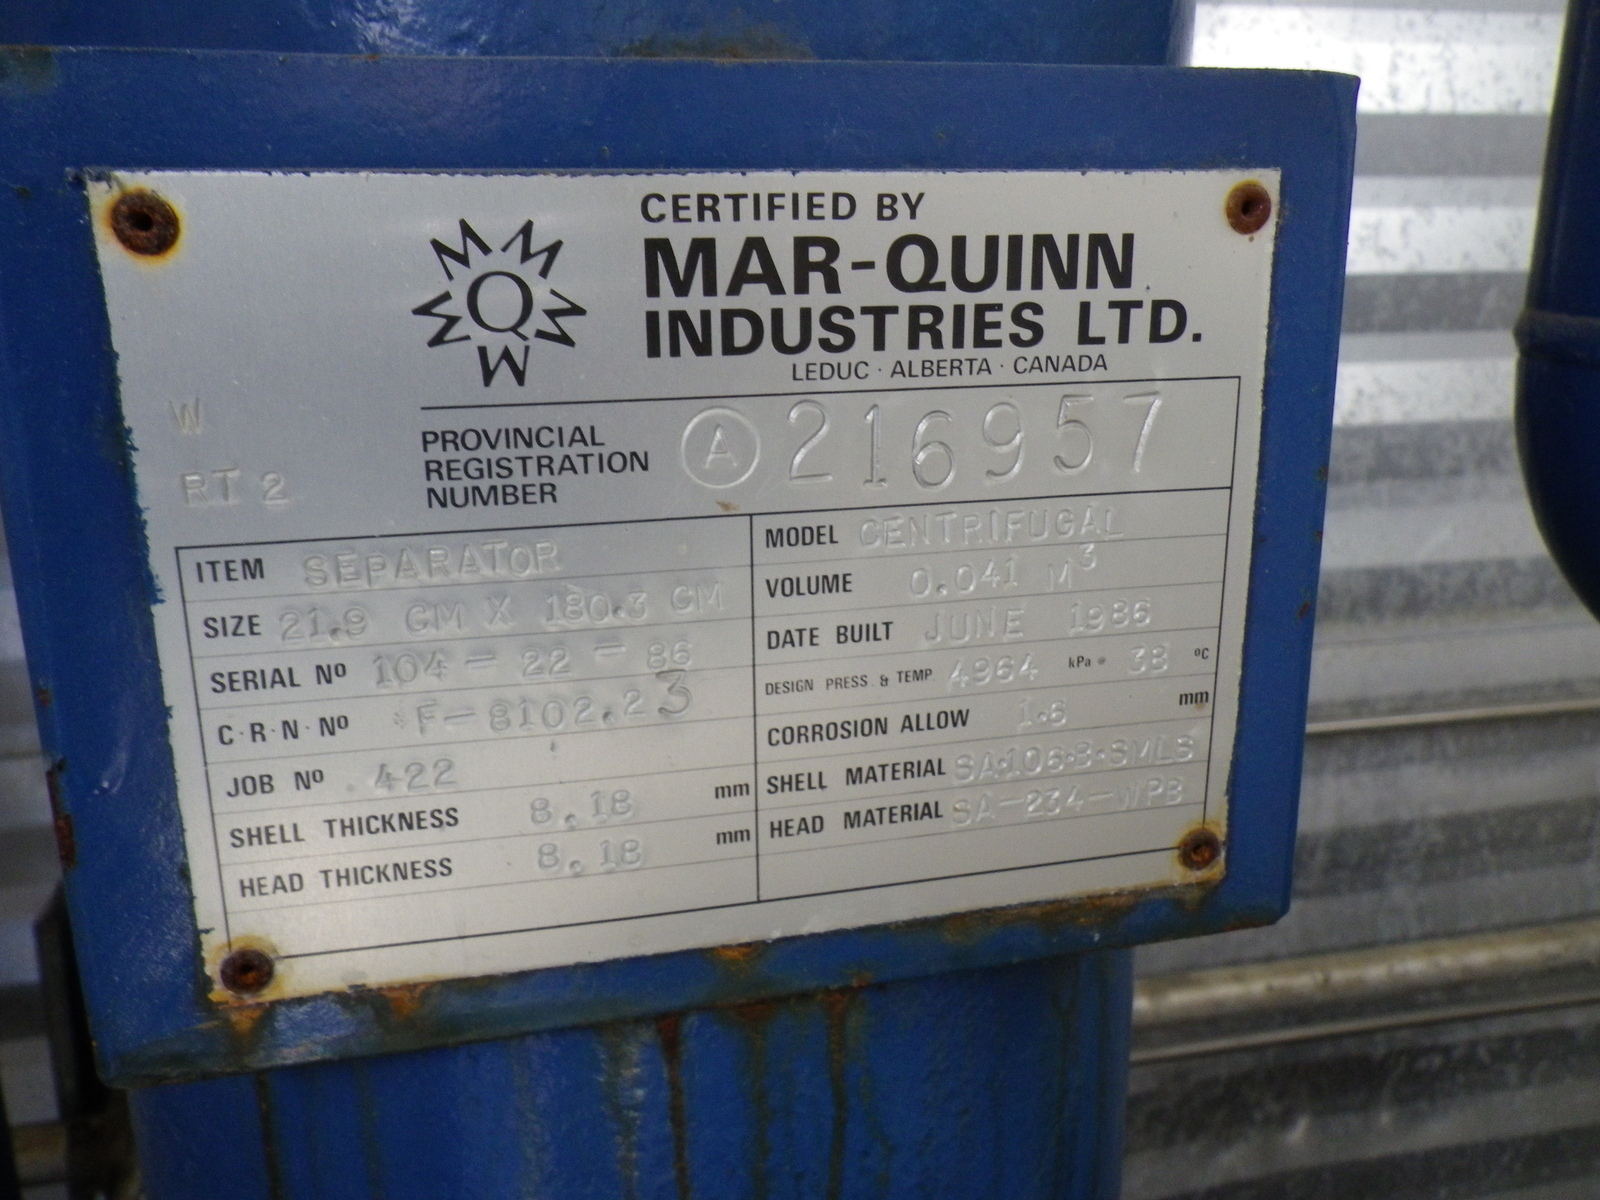 CERTIFIED BY
MAR-QUINN
INDUSTRIES LTD.
LEDUC · ALBERTA · CANADA
M M M Q M M W
W
RT 2
PROVINCIAL REGISTRATION NUMBER A 216957
ITEM SEPARATOR
SIZE 21.9 CM X 180.3 CM
SERIAL Nº 104-22-86
C·R·N·Nº F-8102.23
JOB Nº 422
SHELL THICKNESS 8.18 mm
HEAD THICKNESS 8.18 mm
MODEL CENTRIFUGAL
VOLUME 0.041 M³
DATE BUILT JUNE 1986
DESIGN PRESS. & TEMP 4964 kPa @ 38 ºC
CORROSION ALLOW 1.6 mm
SHELL MATERIAL SA·106·B·SMLS
HEAD MATERIAL SA-234-WPB